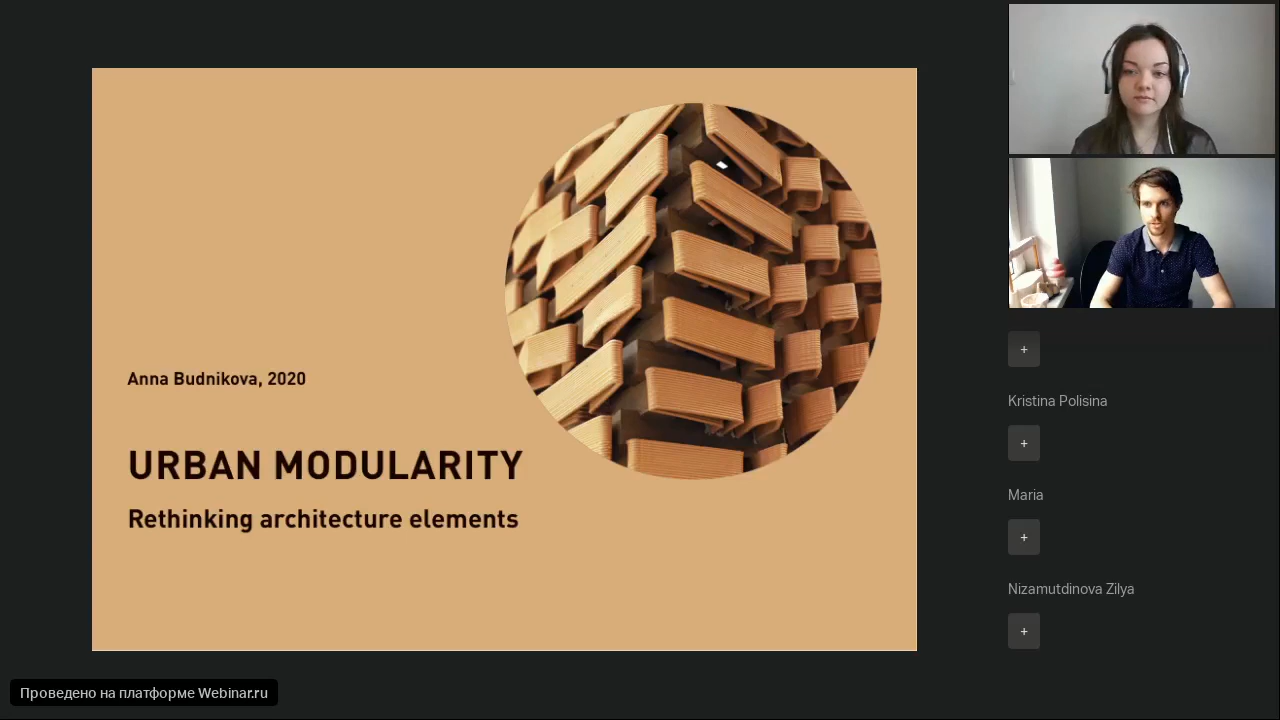 Anna Budnikova, 2020
URBAN MODULARITY
Rethinking architecture elements
+
Kristina Polisina
+
Maria
+
Nizamutdinova Zilya
+
Проведено на платформе Webinar.ru